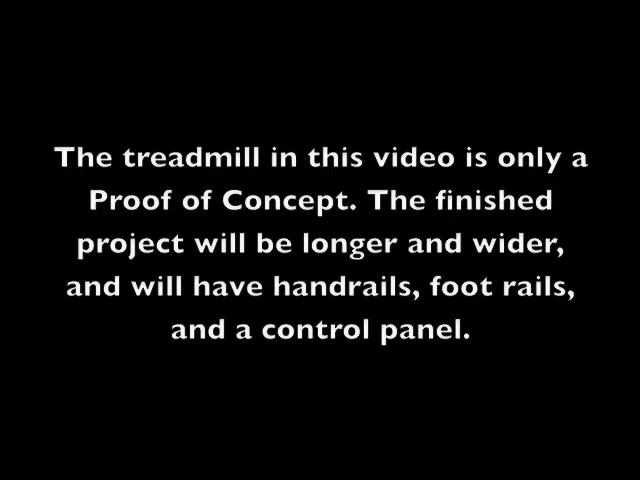 The treadmill in this video is only a
Proof of Concept. The finished
project will be longer and wider,
and will have handrails, foot rails,
and a control panel.